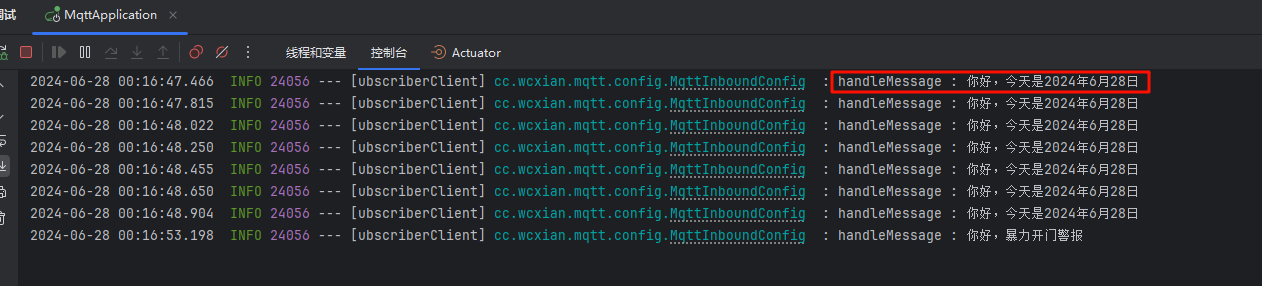 调试 MqttApplication ×
线程和变量 控制台 Actuator
2024-06-28 00:16:47.466 INFO 24056 --- [ubscriberClient] cc.wcxian.mqtt.config.MqttInboundConfig : handleMessage : 你好，今天是2024年6月28日
2024-06-28 00:16:47.815 INFO 24056 --- [ubscriberClient] cc.wcxian.mqtt.config.MqttInboundConfig : handleMessage : 你好，今天是2024年6月28日
2024-06-28 00:16:48.022 INFO 24056 --- [ubscriberClient] cc.wcxian.mqtt.config.MqttInboundConfig : handleMessage : 你好，今天是2024年6月28日
2024-06-28 00:16:48.250 INFO 24056 --- [ubscriberClient] cc.wcxian.mqtt.config.MqttInboundConfig : handleMessage : 你好，今天是2024年6月28日
2024-06-28 00:16:48.455 INFO 24056 --- [ubscriberClient] cc.wcxian.mqtt.config.MqttInboundConfig : handleMessage : 你好，今天是2024年6月28日
2024-06-28 00:16:48.650 INFO 24056 --- [ubscriberClient] cc.wcxian.mqtt.config.MqttInboundConfig : handleMessage : 你好，今天是2024年6月28日
2024-06-28 00:16:48.904 INFO 24056 --- [ubscriberClient] cc.wcxian.mqtt.config.MqttInboundConfig : handleMessage : 你好，今天是2024年6月28日
2024-06-28 00:16:53.198 INFO 24056 --- [ubscriberClient] cc.wcxian.mqtt.config.MqttInboundConfig : handleMessage : 你好，暴力开门警报